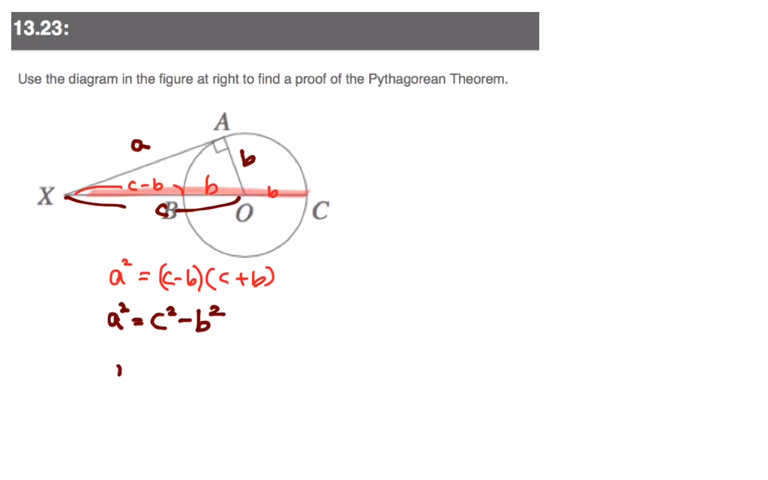 13.23:
Use the diagram in the figure at right to find a proof of the Pythagorean Theorem.
A
a
b
X
c-b
b
b
c
B
O
C
a² = (c-b)(c+b)
a² = c² - b²